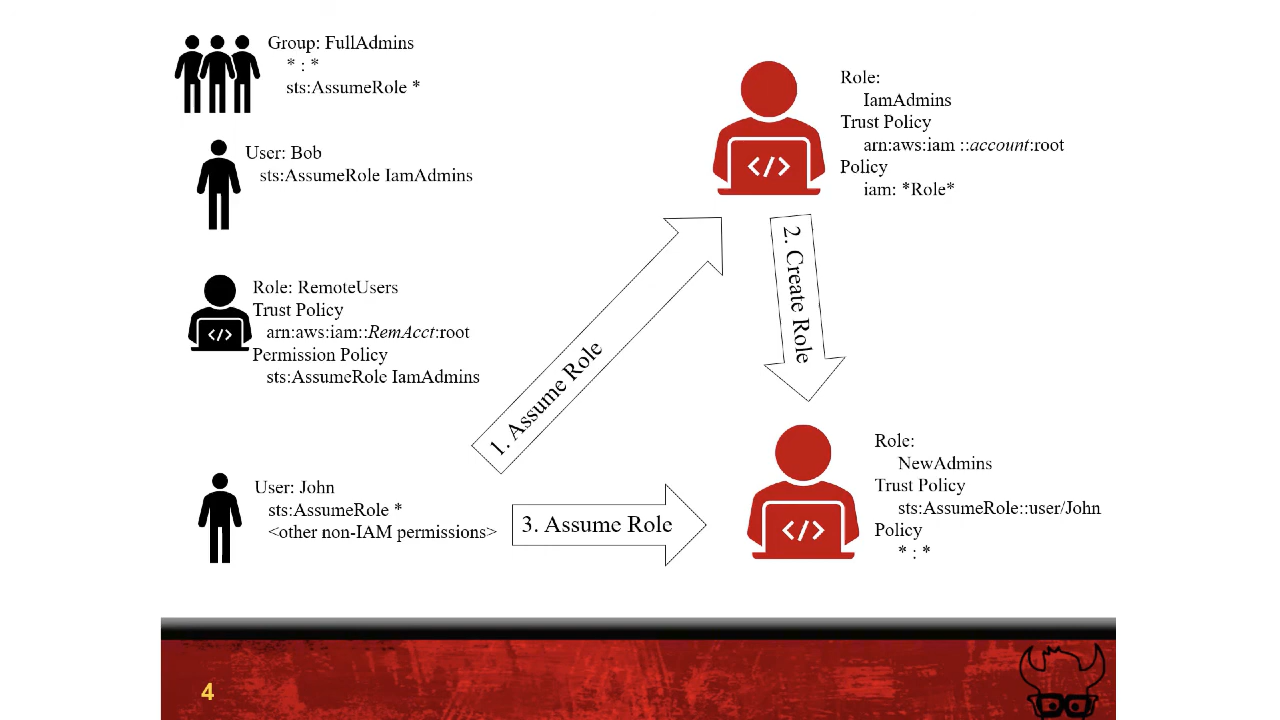 Group: FullAdmins
* : *
sts:AssumeRole *
User: Bob
sts:AssumeRole IamAdmins
Role: RemoteUsers
Trust Policy
arn:aws:iam::RemAcct:root
Permission Policy
sts:AssumeRole IamAdmins
User: John
sts:AssumeRole *
<other non-IAM permissions>
1. Assume Role
Role:
IamAdmins
Trust Policy
arn:aws:iam ::account:root
Policy
iam: *Role*
2. Create Role
3. Assume Role
Role:
NewAdmins
Trust Policy
sts:AssumeRole::user/John
Policy
* : *
</>
</>
</>
4